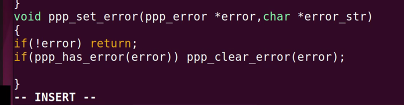 }
void ppp_set_error(ppp_error *error,char *error_str)
{
if(!error) return;
if(ppp_has_error(error)) ppp_clear_error(error);
}
-- INSERT --